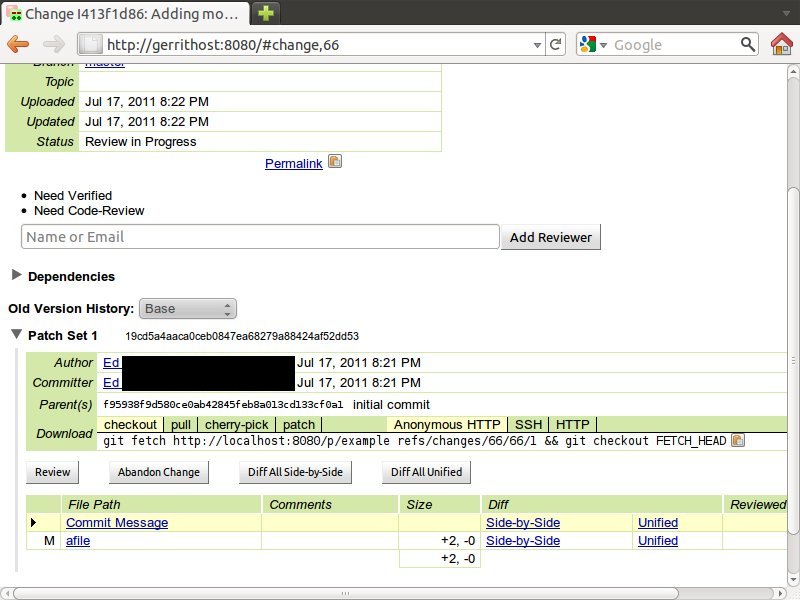 Change I413f1d86: Adding mo...
http://gerrithost:8080/#change,66
Google
Branch master
Topic
Uploaded Jul 17, 2011 8:22 PM
Updated Jul 17, 2011 8:22 PM
Status Review in Progress
Permalink
Need Verified
Need Code-Review
Name or Email Add Reviewer
Dependencies
Old Version History: Base
Patch Set 1 19cd5a4aaca0ceb0847ea68279a88424af52dd53
Author Ed Jul 17, 2011 8:21 PM
Committer Ed Jul 17, 2011 8:21 PM
Parent(s) f95938f9d580ce0ab42845feb8a013cd133cf0a1 initial commit
Download checkout pull cherry-pick patch Anonymous HTTP SSH HTTP
git fetch http://localhost:8080/p/example refs/changes/66/66/1 && git checkout FETCH_HEAD
Review Abandon Change Diff All Side-by-Side Diff All Unified
File Path Comments Size Diff Reviewed
Commit Message Side-by-Side Unified
M afile +2, -0 Side-by-Side Unified
+2, -0